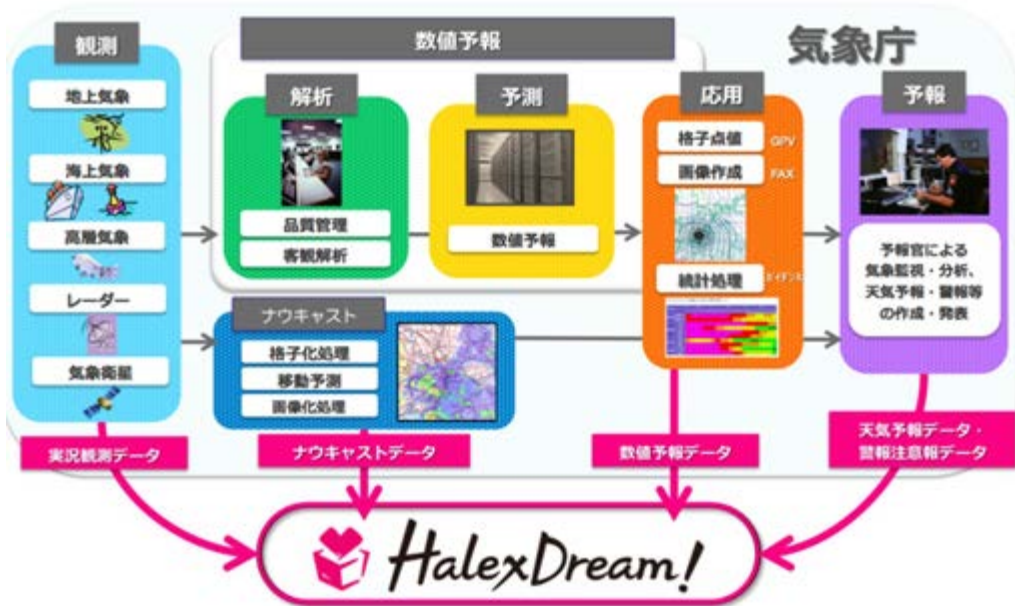 気象庁
観測
地上気象
海上気象
高層気象
レーダー
気象衛星
数値予報
解析
品質管理
客観解析
予測
数値予報
ナウキャスト
格子化処理
移動予測
画像化処理
応用
格子点値 GPV
画像作成 FAX
統計処理 ガイダンス
予報
予報官による
気象監視・分析、
天気予報・警報等
の作成・発表
実況観測データ
ナウキャストデータ
数値予報データ
天気予報データ・
警報注意報データ
HalexDream!